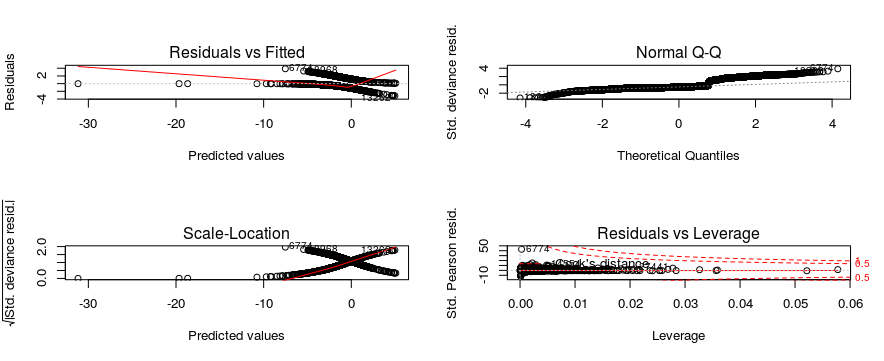 Residuals vs Fitted
Residuals
2
-4
6774
-30
-20
-10
0
Predicted values
Normal Q-Q
Std. deviance resid.
4
-2
6774
-4
-2
0
2
4
Theoretical Quantiles
Scale-Location
√|Std. deviance resid.|
2.0
0.0
6774
-30
-20
-10
0
Predicted values
Residuals vs Leverage
Std. Pearson resid.
50
-10
6774
Cook's distance
1
0.5
0.5
0.00
0.01
0.02
0.03
0.04
0.05
0.06
Leverage